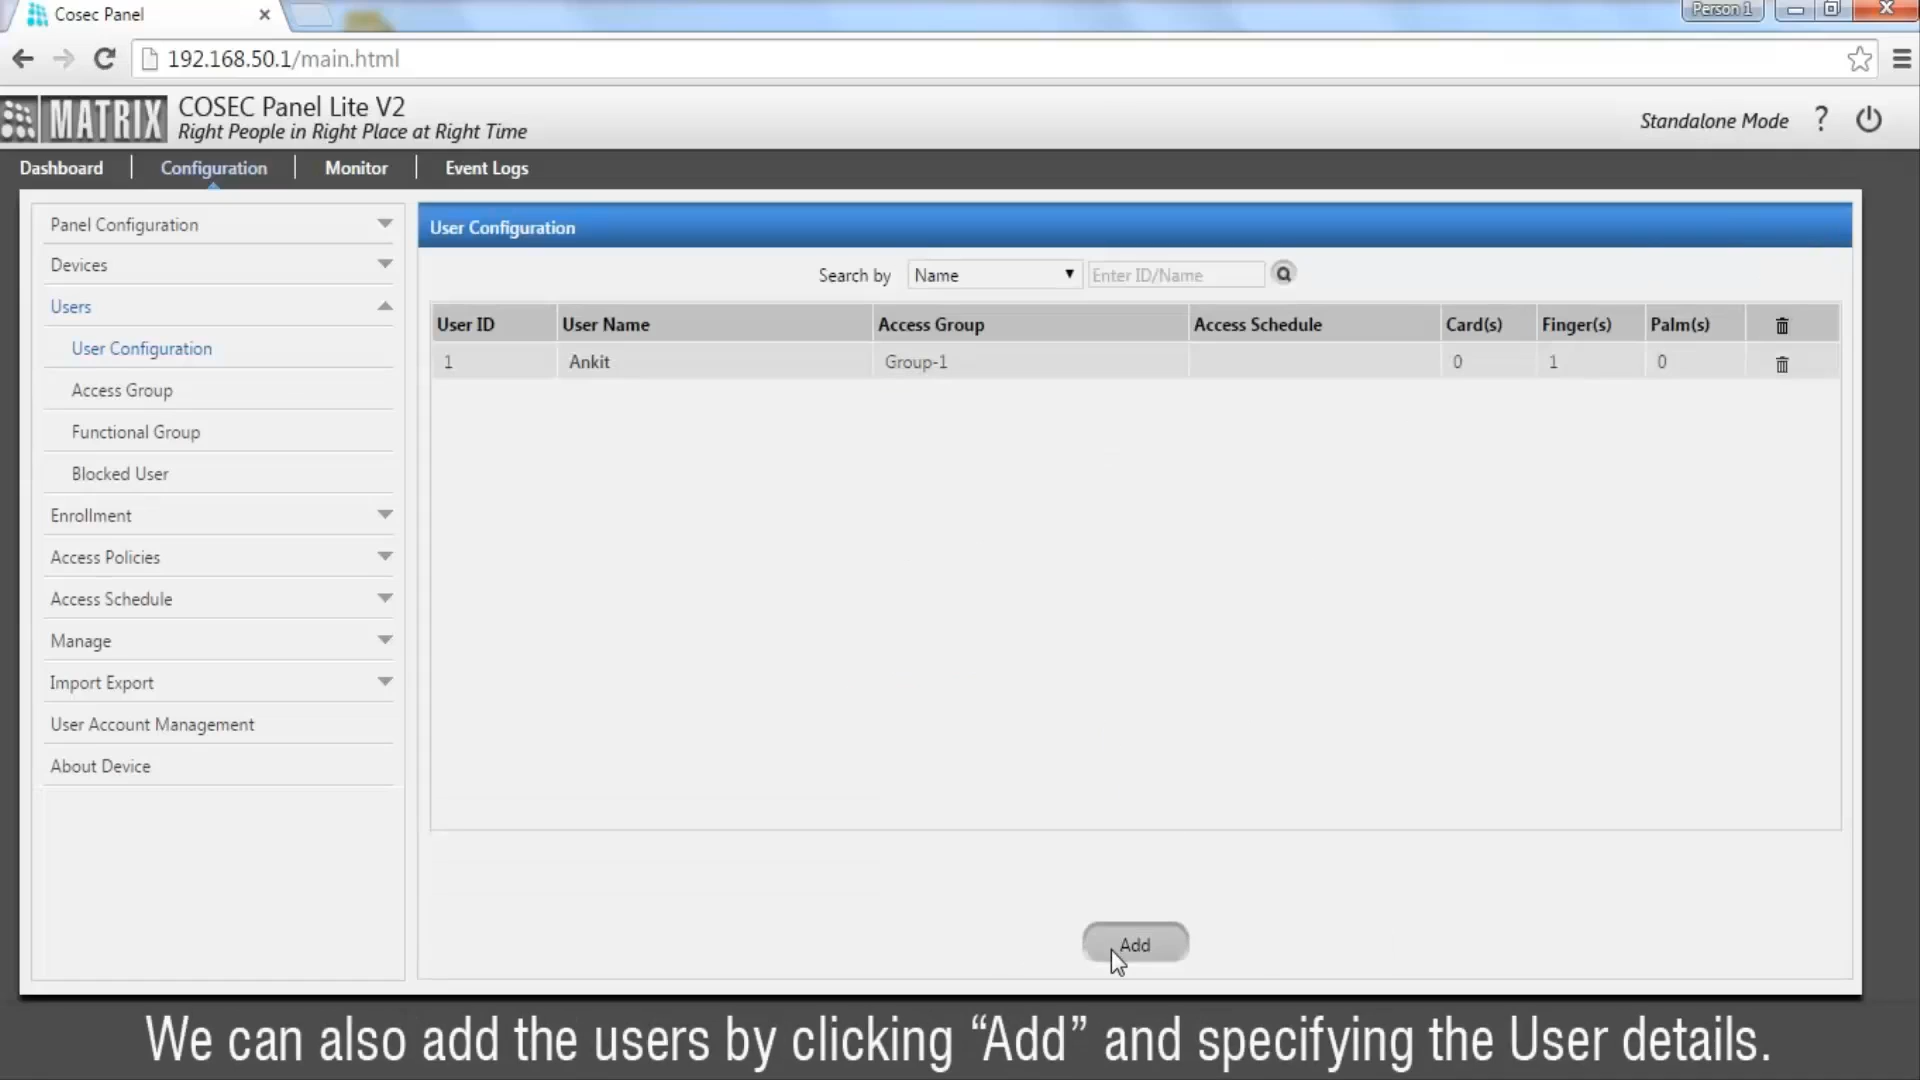 Cosec Panel
Person 1
192.168.50.1/main.html
MATRIX
COSEC Panel Lite V2
Right People in Right Place at Right Time
Standalone Mode ?
Dashboard Configuration Monitor Event Logs
Panel Configuration
Devices
Users
User Configuration
Access Group
Functional Group
Blocked User
Enrollment
Access Policies
Access Schedule
Manage
Import Export
User Account Management
About Device
User Configuration
Search by Name Enter ID/Name
User ID User Name Access Group Access Schedule Card(s) Finger(s) Palm(s)
1 Ankit Group-1 0 1 0
Add
We can also add the users by clicking “Add” and specifying the User details.